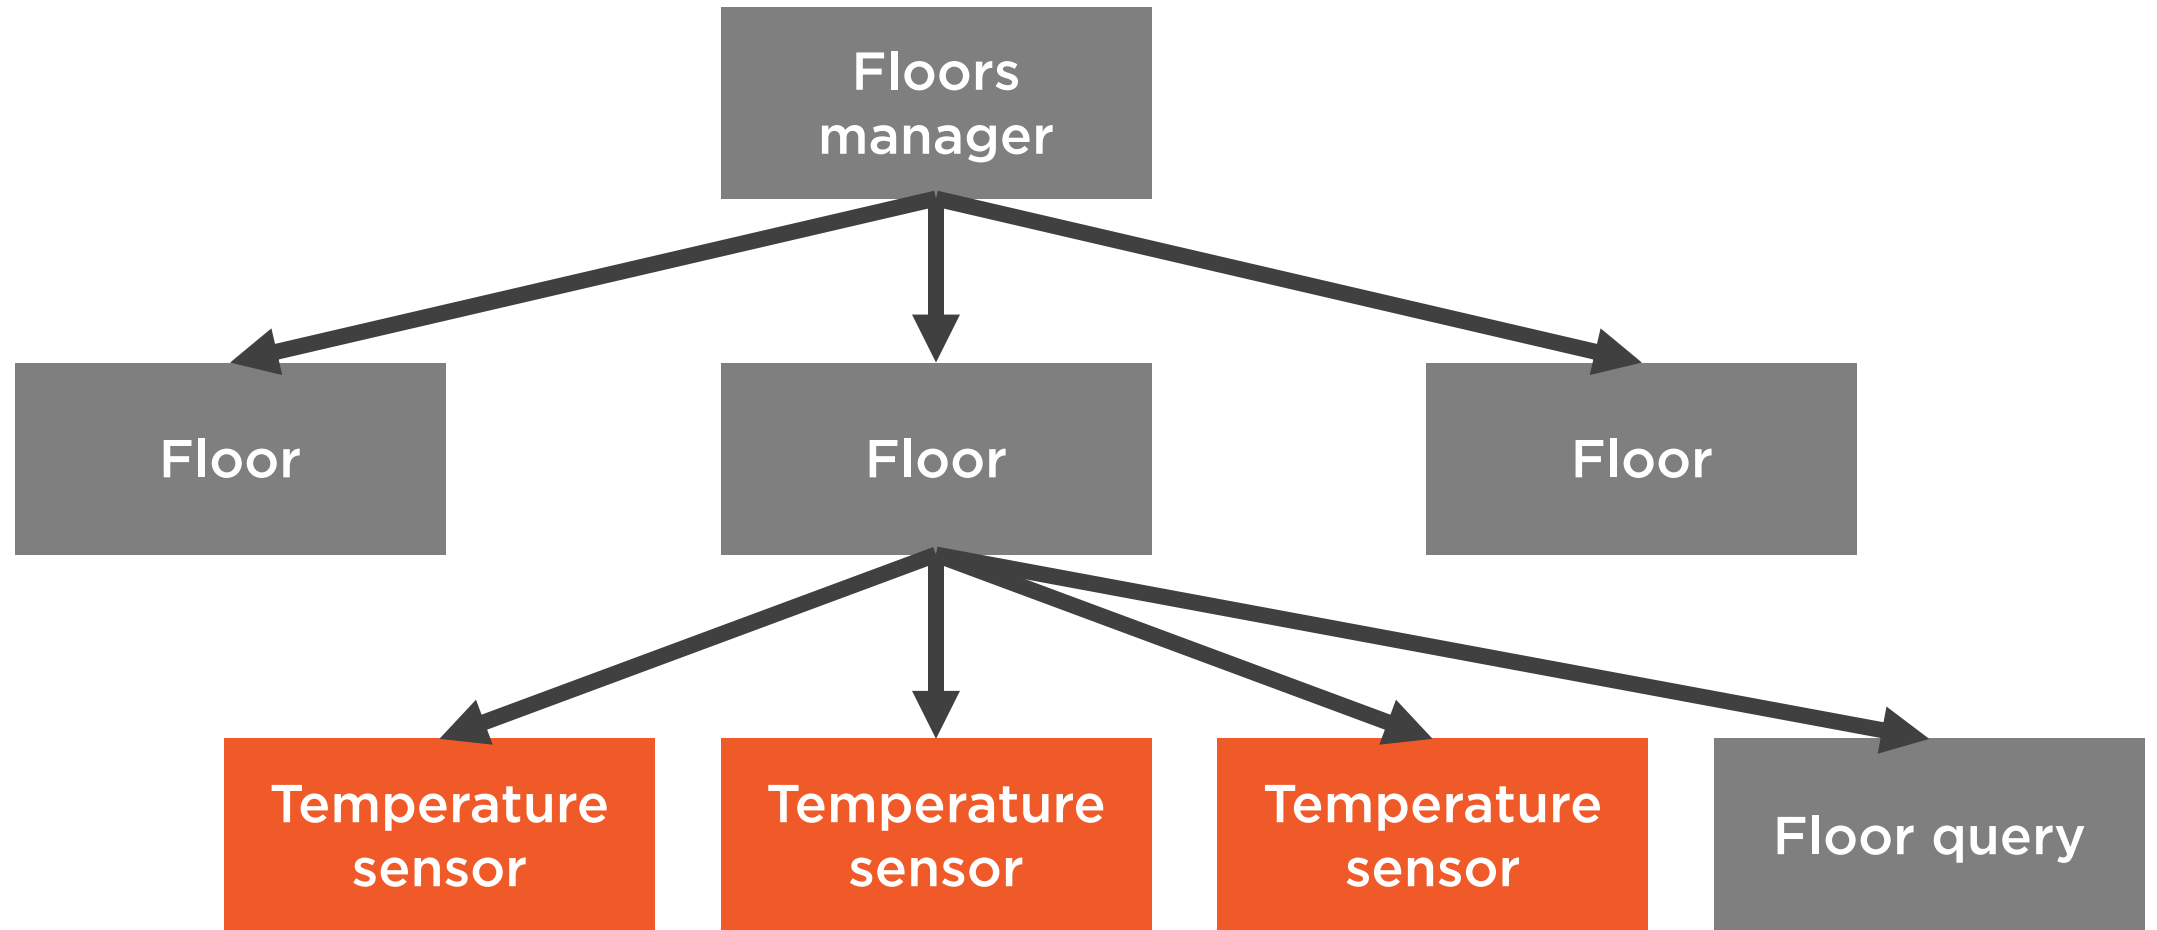 Floors
manager
Floor
Floor
Floor
Temperature
sensor
Temperature
sensor
Temperature
sensor
Floor query